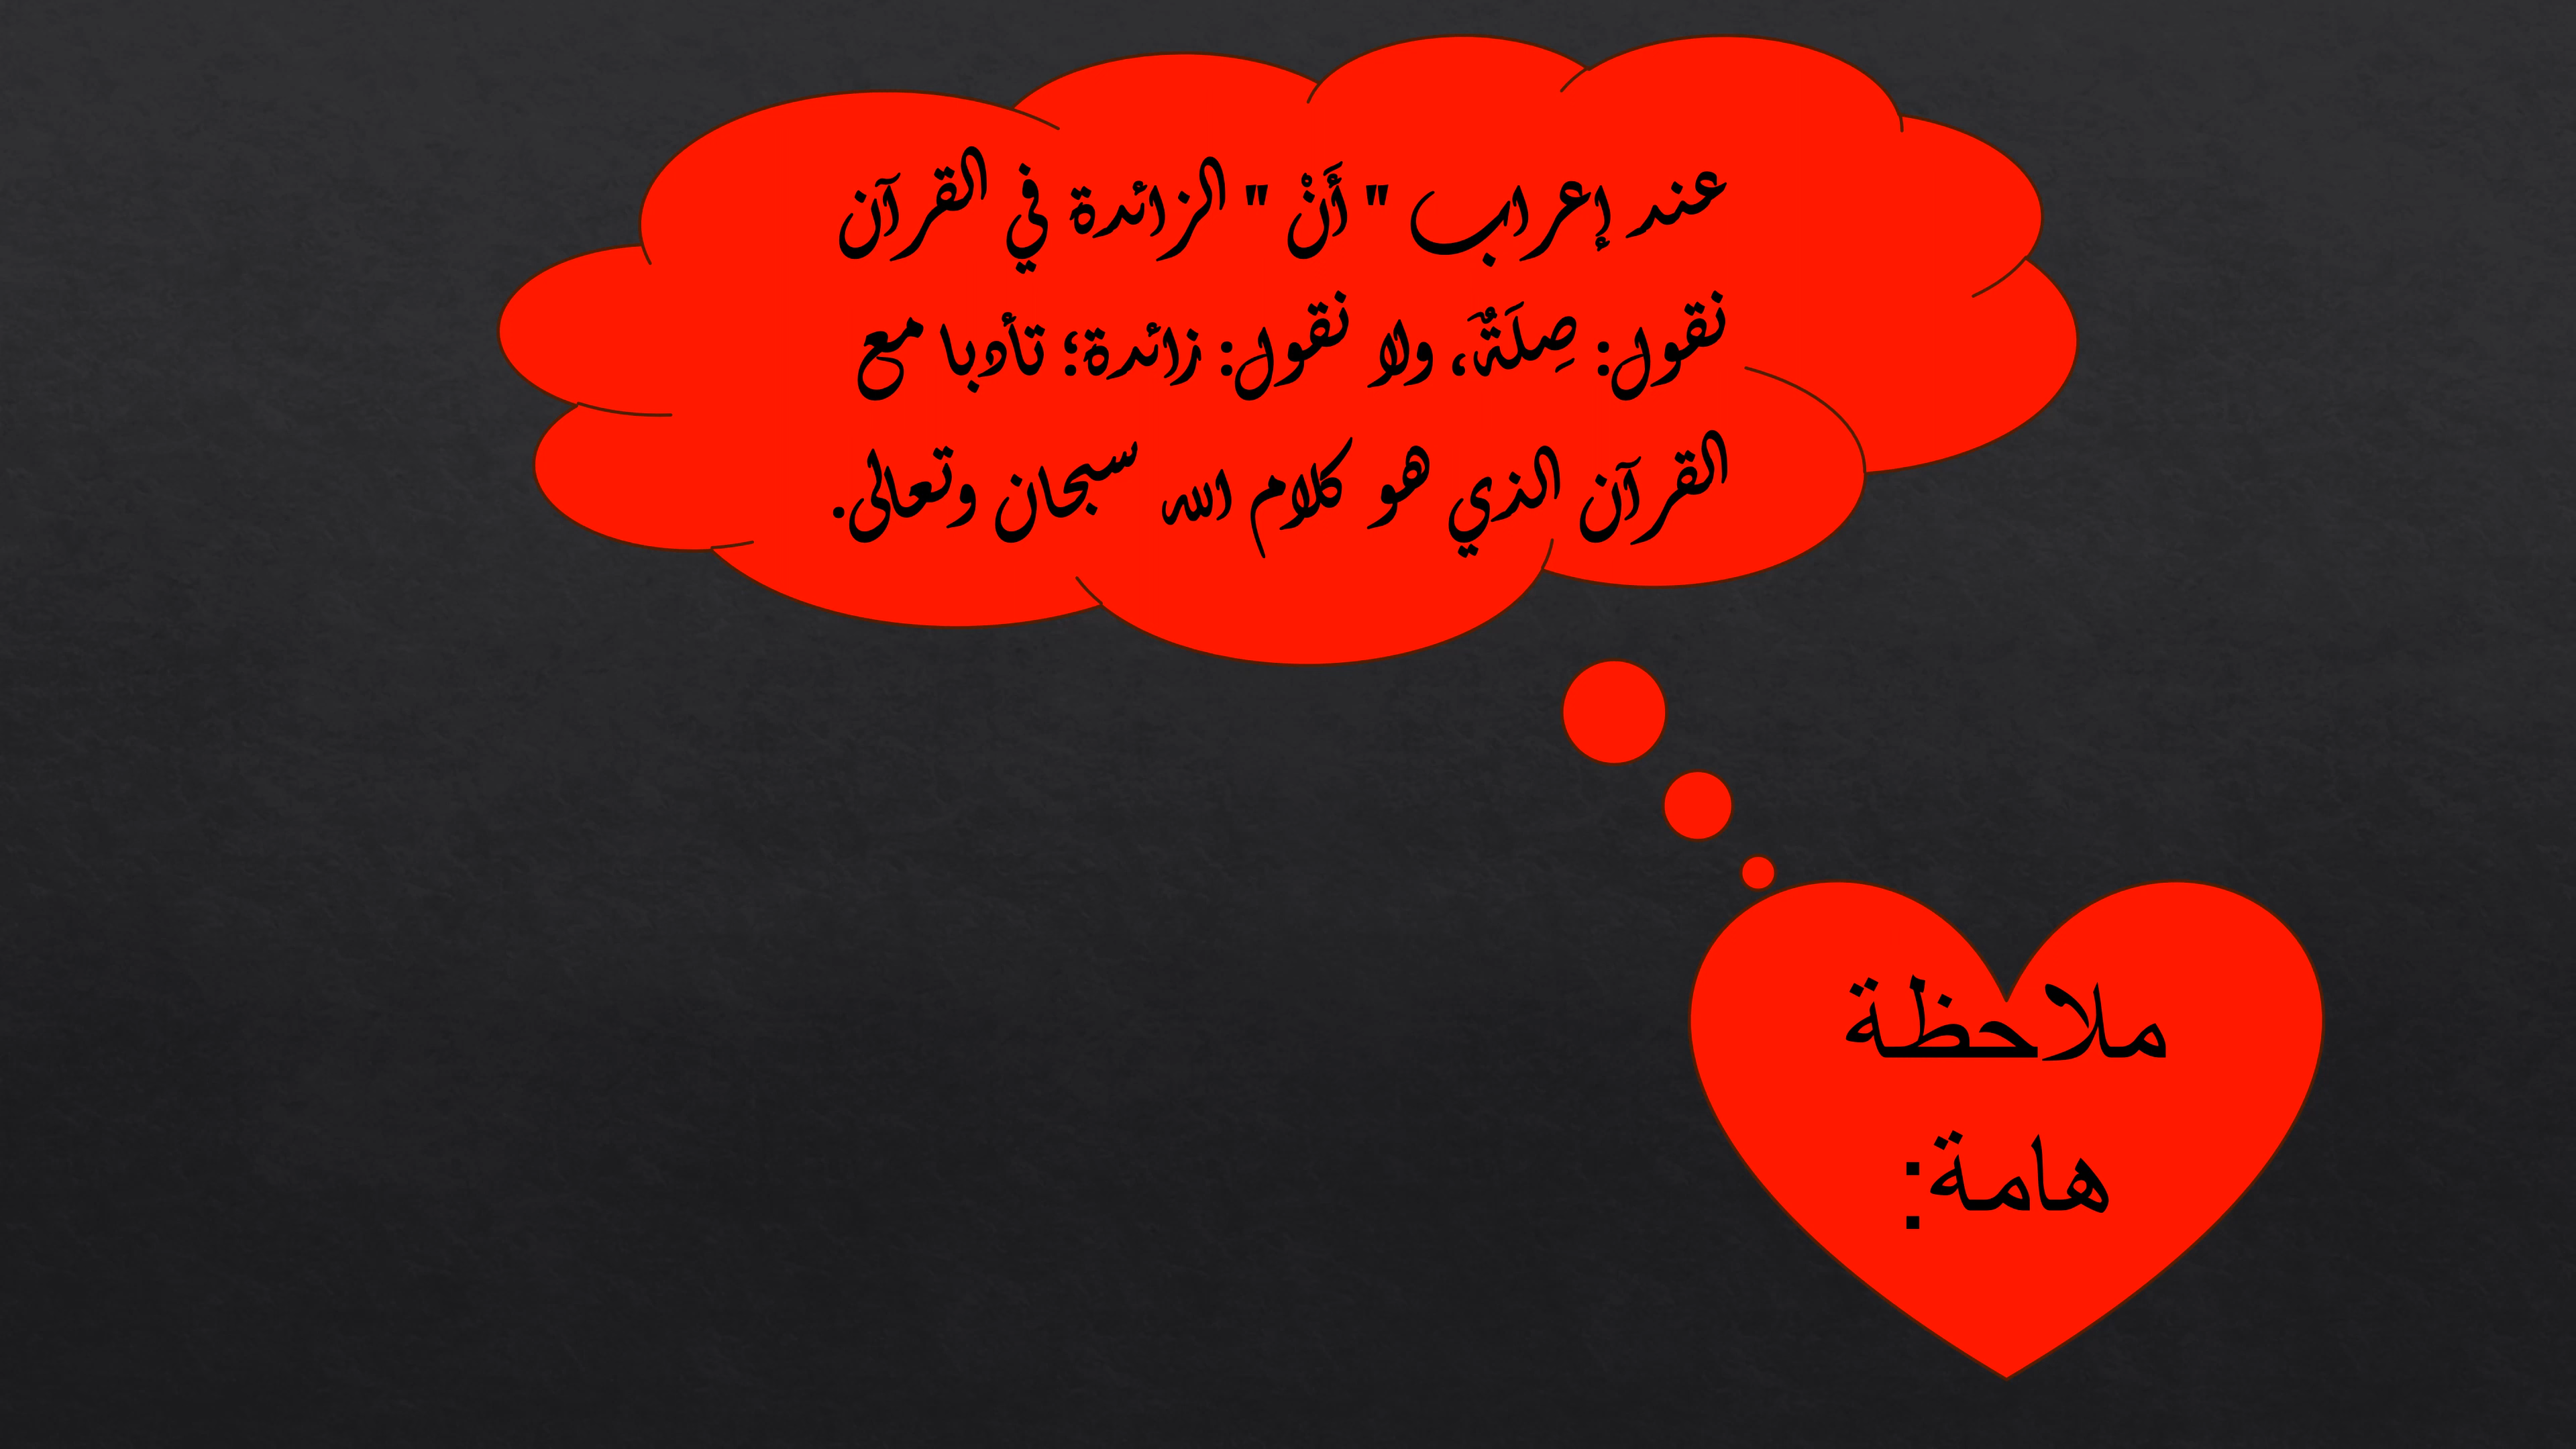 عند إعراب " أَنْ " الزائدة في القرآن
نقول: صِلَةٌ، ولا نقول: زائدة؛ تأدبا مع
القرآن الذي هو كلام الله سبحان وتعالى.
ملاحظة
هامة: